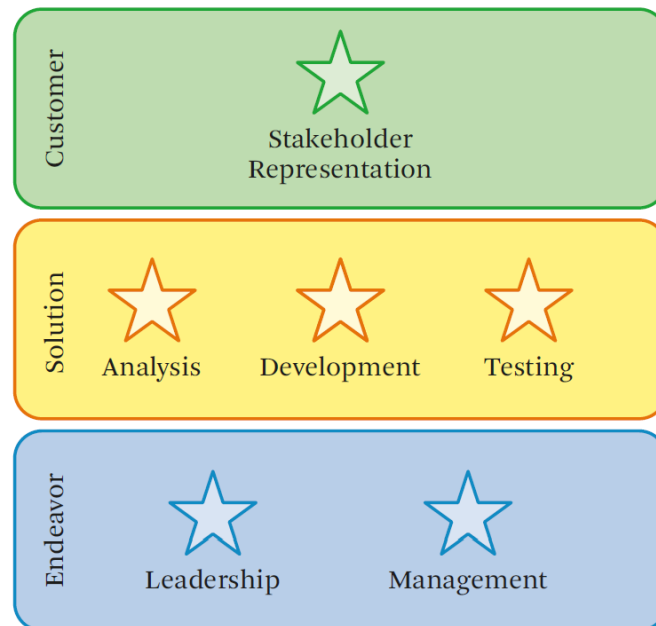 Customer
Stakeholder
Representation
Solution
Analysis
Development
Testing
Endeavor
Leadership
Management